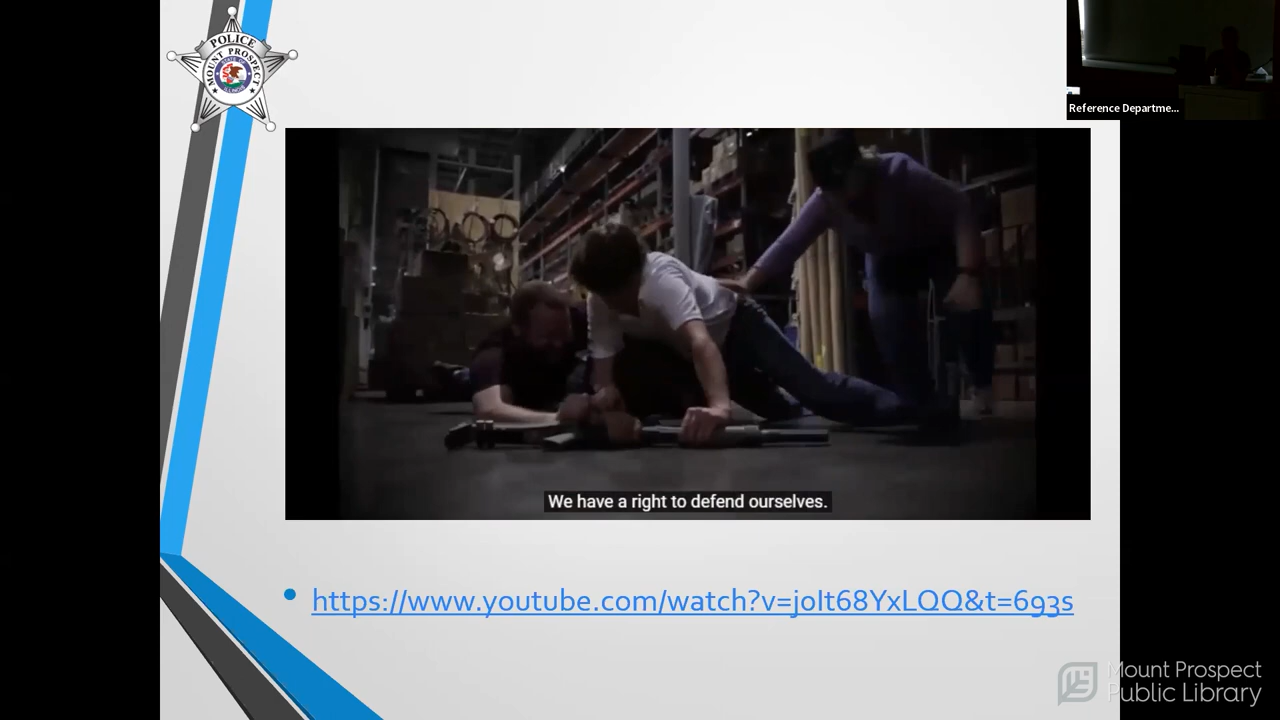 POLICE
MOUNT PROSPECT
ILLINOIS
Reference Departme...
We have a right to defend ourselves.
https://www.youtube.com/watch?v=joIt68YxLQQ&t=693s
Mount Prospect
Public Library